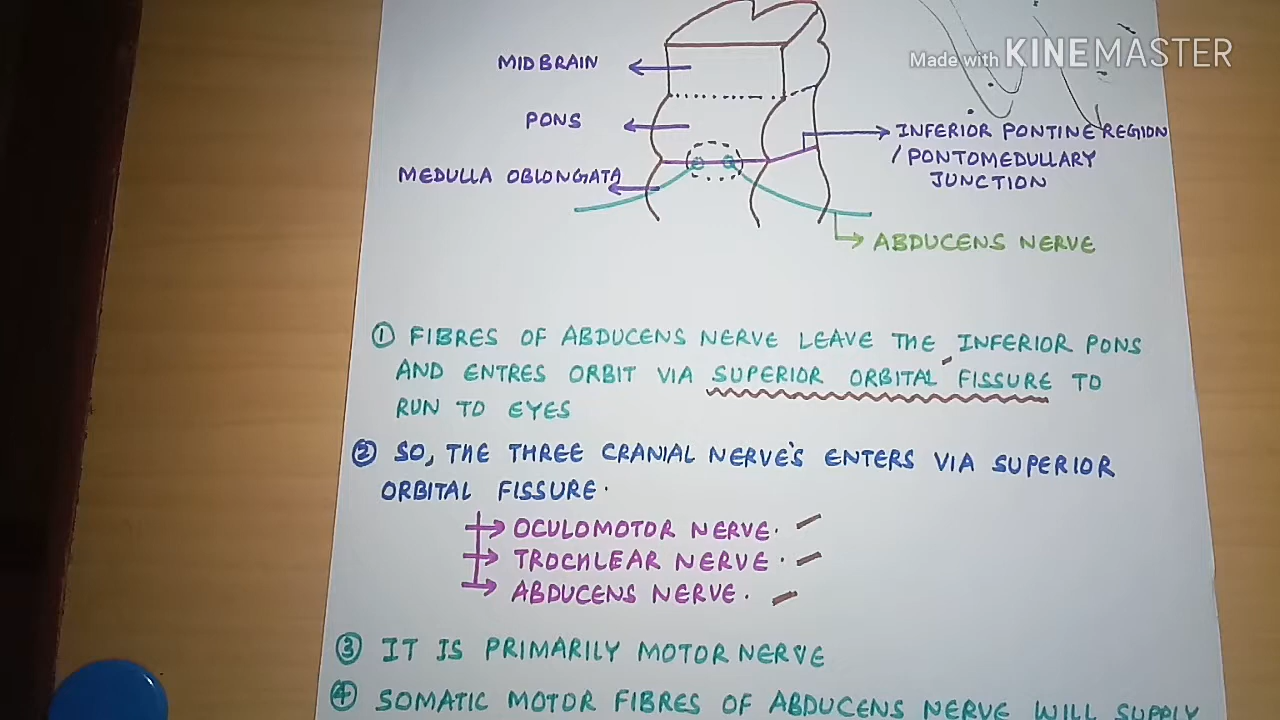 Made with KINEMASTER
MIDBRAIN
PONS
INFERIOR PONTINE REGION
/PONTOMEDULLARY
JUNCTION
MEDULLA OBLONGATA
ABDUCENS NERVE
① FIBRES OF ABDUCENS NERVE LEAVE THE INFERIOR PONS
AND ENTRES ORBIT VIA SUPERIOR ORBITAL FISSURE TO
RUN TO EYES
② SO, THE THREE CRANIAL NERVE'S ENTERS VIA SUPERIOR
ORBITAL FISSURE.
OCULOMOTOR NERVE.
TROCHLEAR NERVE.
ABDUCENS NERVE.
③ IT IS PRIMARILY MOTOR NERVE
④ SOMATIC MOTOR FIBRES OF ABDUCENS NERVE WILL SUPPLY